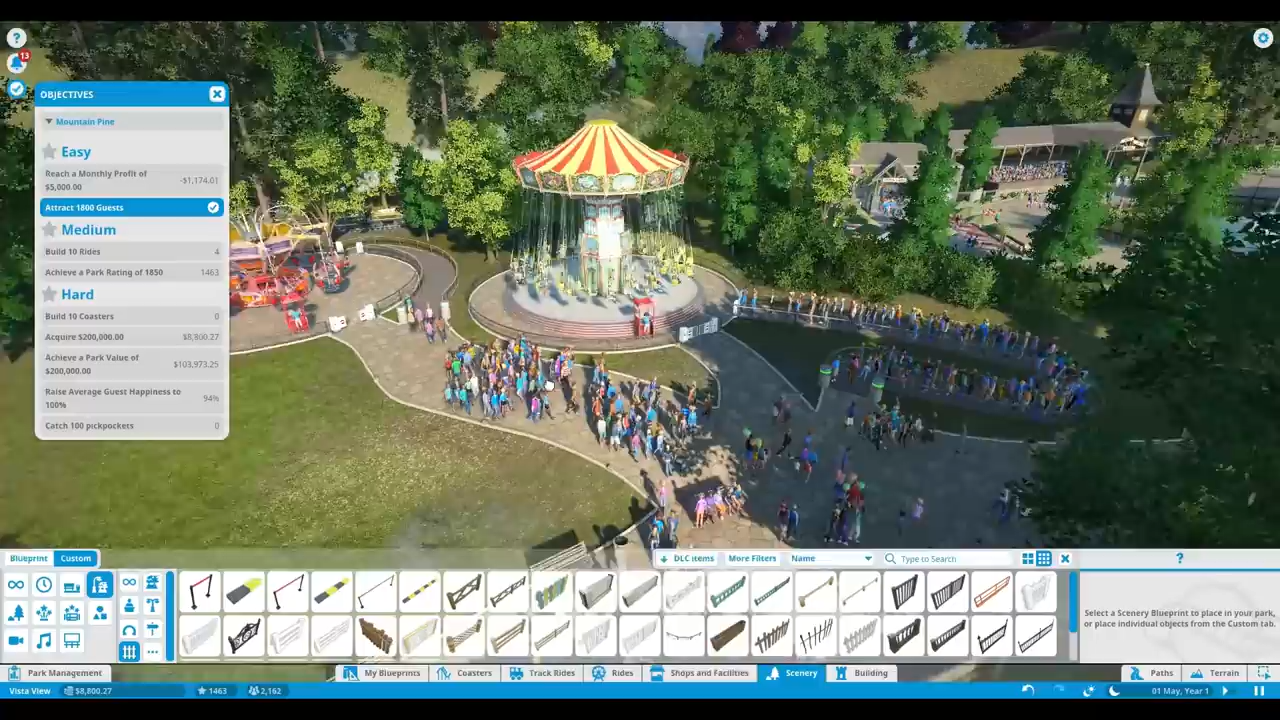 ?
13
OBJECTIVES
Mountain Pine
Easy
Reach a Monthly Profit of
$5,000.00
-$1,174.01
Attract 1800 Guests
Medium
Build 10 Rides 4
Achieve a Park Rating of 1850 1463
Hard
Build 10 Coasters 0
Acquire $200,000.00 $8,800.27
Achieve a Park Value of
$200,000.00
$103,973.25
Raise Average Guest Happiness to
100%
94%
Catch 100 pickpockets 0
Blueprint Custom DLC Items More Filters Name Type to Search ?
Select a Scenery Blueprint to place in your park,
or place individual objects from the Custom tab.
Park Management My Blueprints Coasters Track Rides Rides Shops and Facilities Scenery Building Paths Terrain
Vista View $8,800.27 1463 2,162 01 May, Year 1